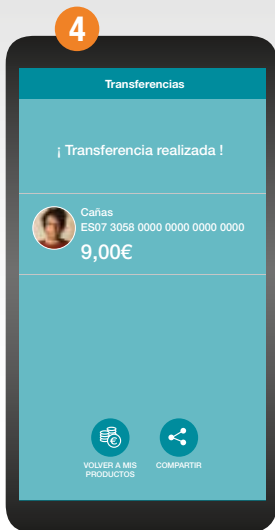 4
Transferencias
¡ Transferencia realizada !
Cañas
ES07 3058 0000 0000 0000 0000
9,00€
VOLVER A MIS
PRODUCTOS
COMPARTIR